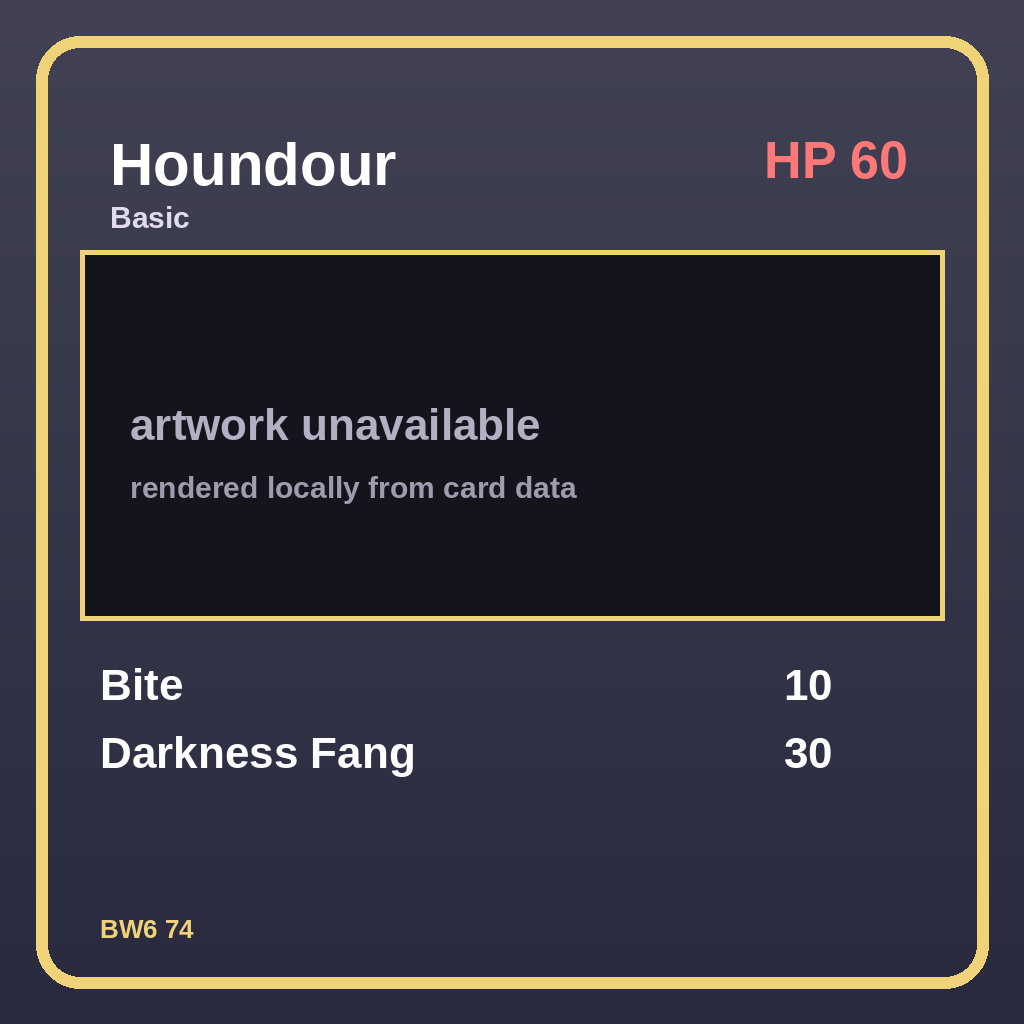 Houndour
HP 60
Basic
artwork unavailable
rendered locally from card data
Bite 10
Darkness Fang 30
BW6 74